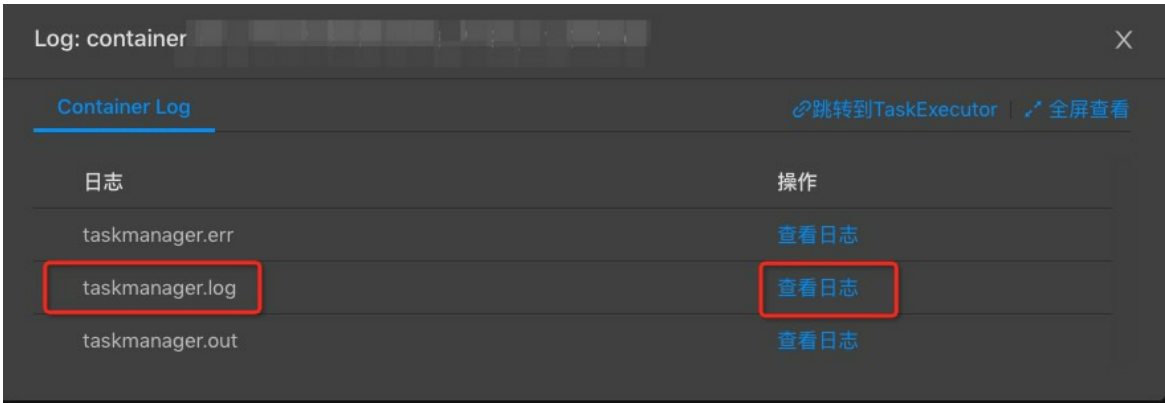 Log: container
Container Log
跳转到TaskExecutor | 全屏查看
日志 操作
taskmanager.err 查看日志
taskmanager.log 查看日志
taskmanager.out 查看日志